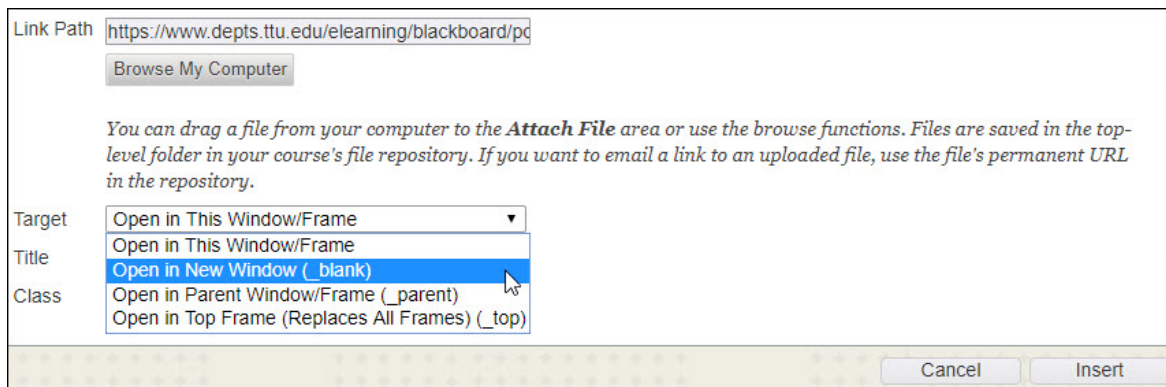 Link Path https://www.depts.ttu.edu/elearning/blackboard/po
Browse My Computer
You can drag a file from your computer to the Attach File area or use the browse functions. Files are saved in the top-
level folder in your course's file repository. If you want to email a link to an uploaded file, use the file's permanent URL
in the repository.
Target Open in This Window/Frame
Open in This Window/Frame
Title
Open in New Window (_blank)
Class Open in Parent Window/Frame (_parent)
Open in Top Frame (Replaces All Frames) (_top)
Cancel Insert